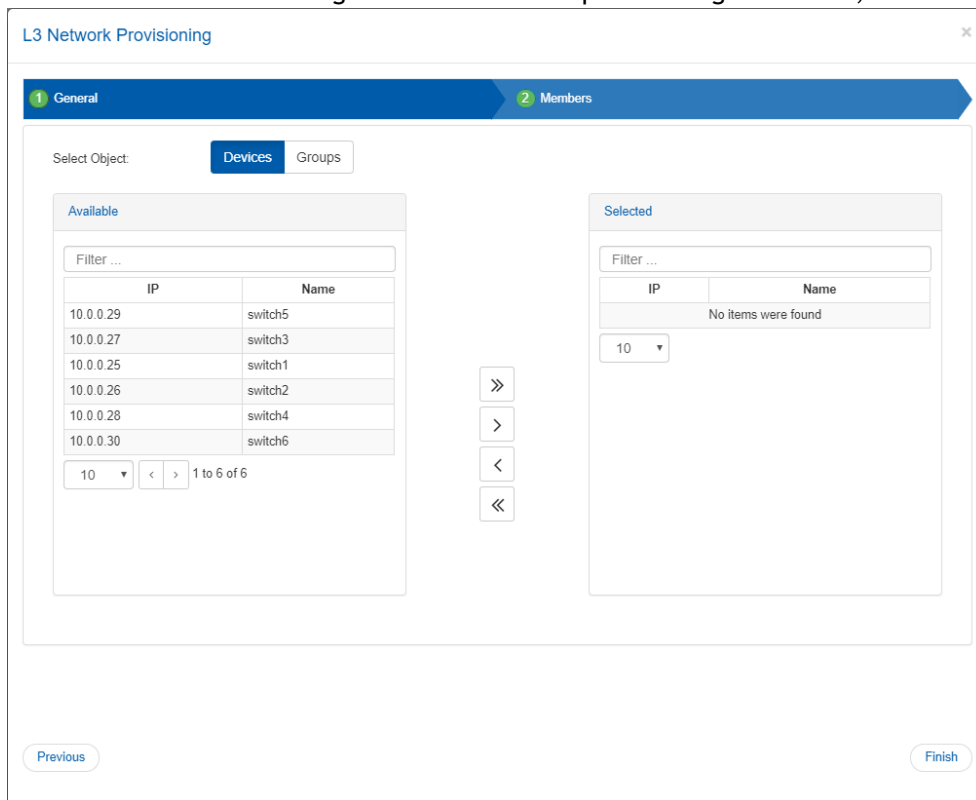 L3 Network Provisioning ×
1 General 2 Members
Select Object: Devices Groups
Available Selected
Filter ... Filter ...
IP Name IP Name
10.0.0.29 switch5 No items were found
10.0.0.27 switch3 10
10.0.0.25 switch1
10.0.0.26 switch2
10.0.0.28 switch4
10.0.0.30 switch6
10 < > 1 to 6 of 6
Previous Finish